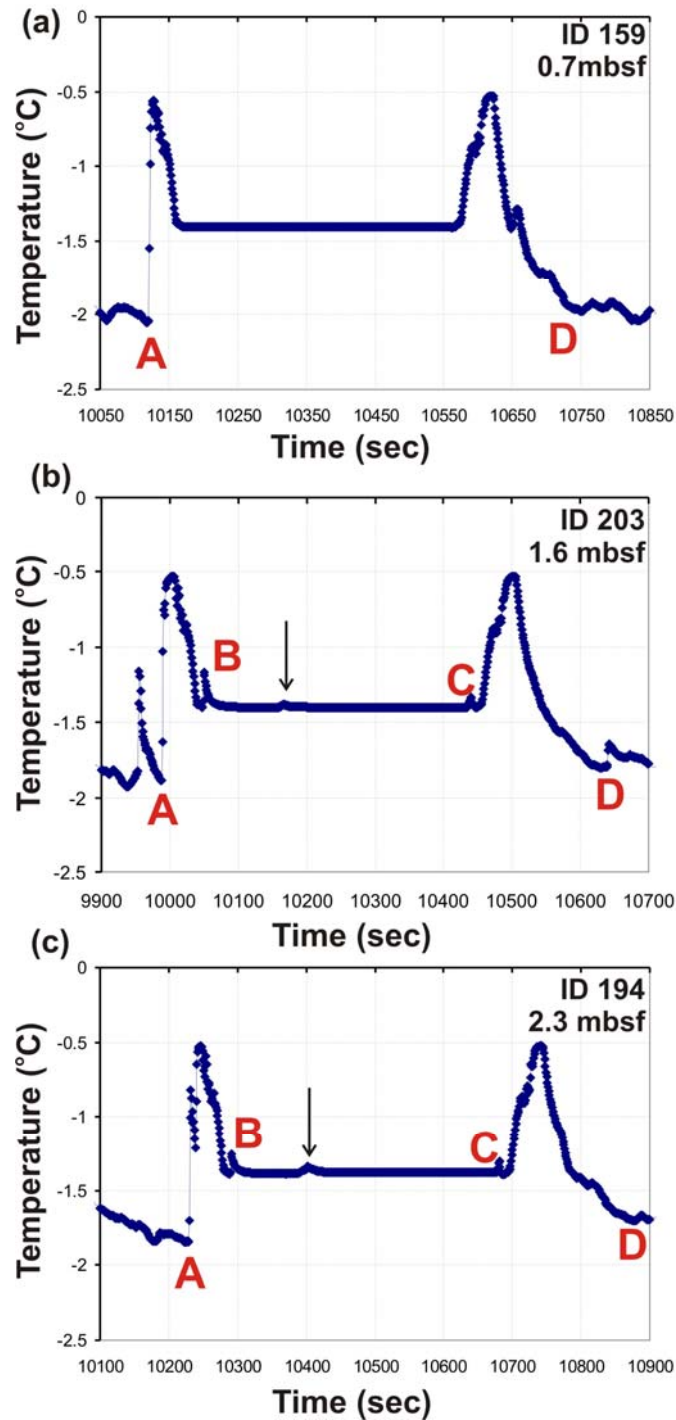 (a)
ID 159
0.7mbsf
Temperature (°C)
0
-0.5
-1
-1.5
-2
-2.5
A
D
10050 10150 10250 10350 10450 10550 10650 10750 10850
Time (sec)
(b)
ID 203
1.6 mbsf
Temperature (°C)
0
-0.5
-1
-1.5
-2
-2.5
A
B
C
D
9900 10000 10100 10200 10300 10400 10500 10600 10700
Time (sec)
(c)
ID 194
2.3 mbsf
Temperature (°C)
0
-0.5
-1
-1.5
-2
-2.5
A
B
C
D
10100 10200 10300 10400 10500 10600 10700 10800 10900
Time (sec)